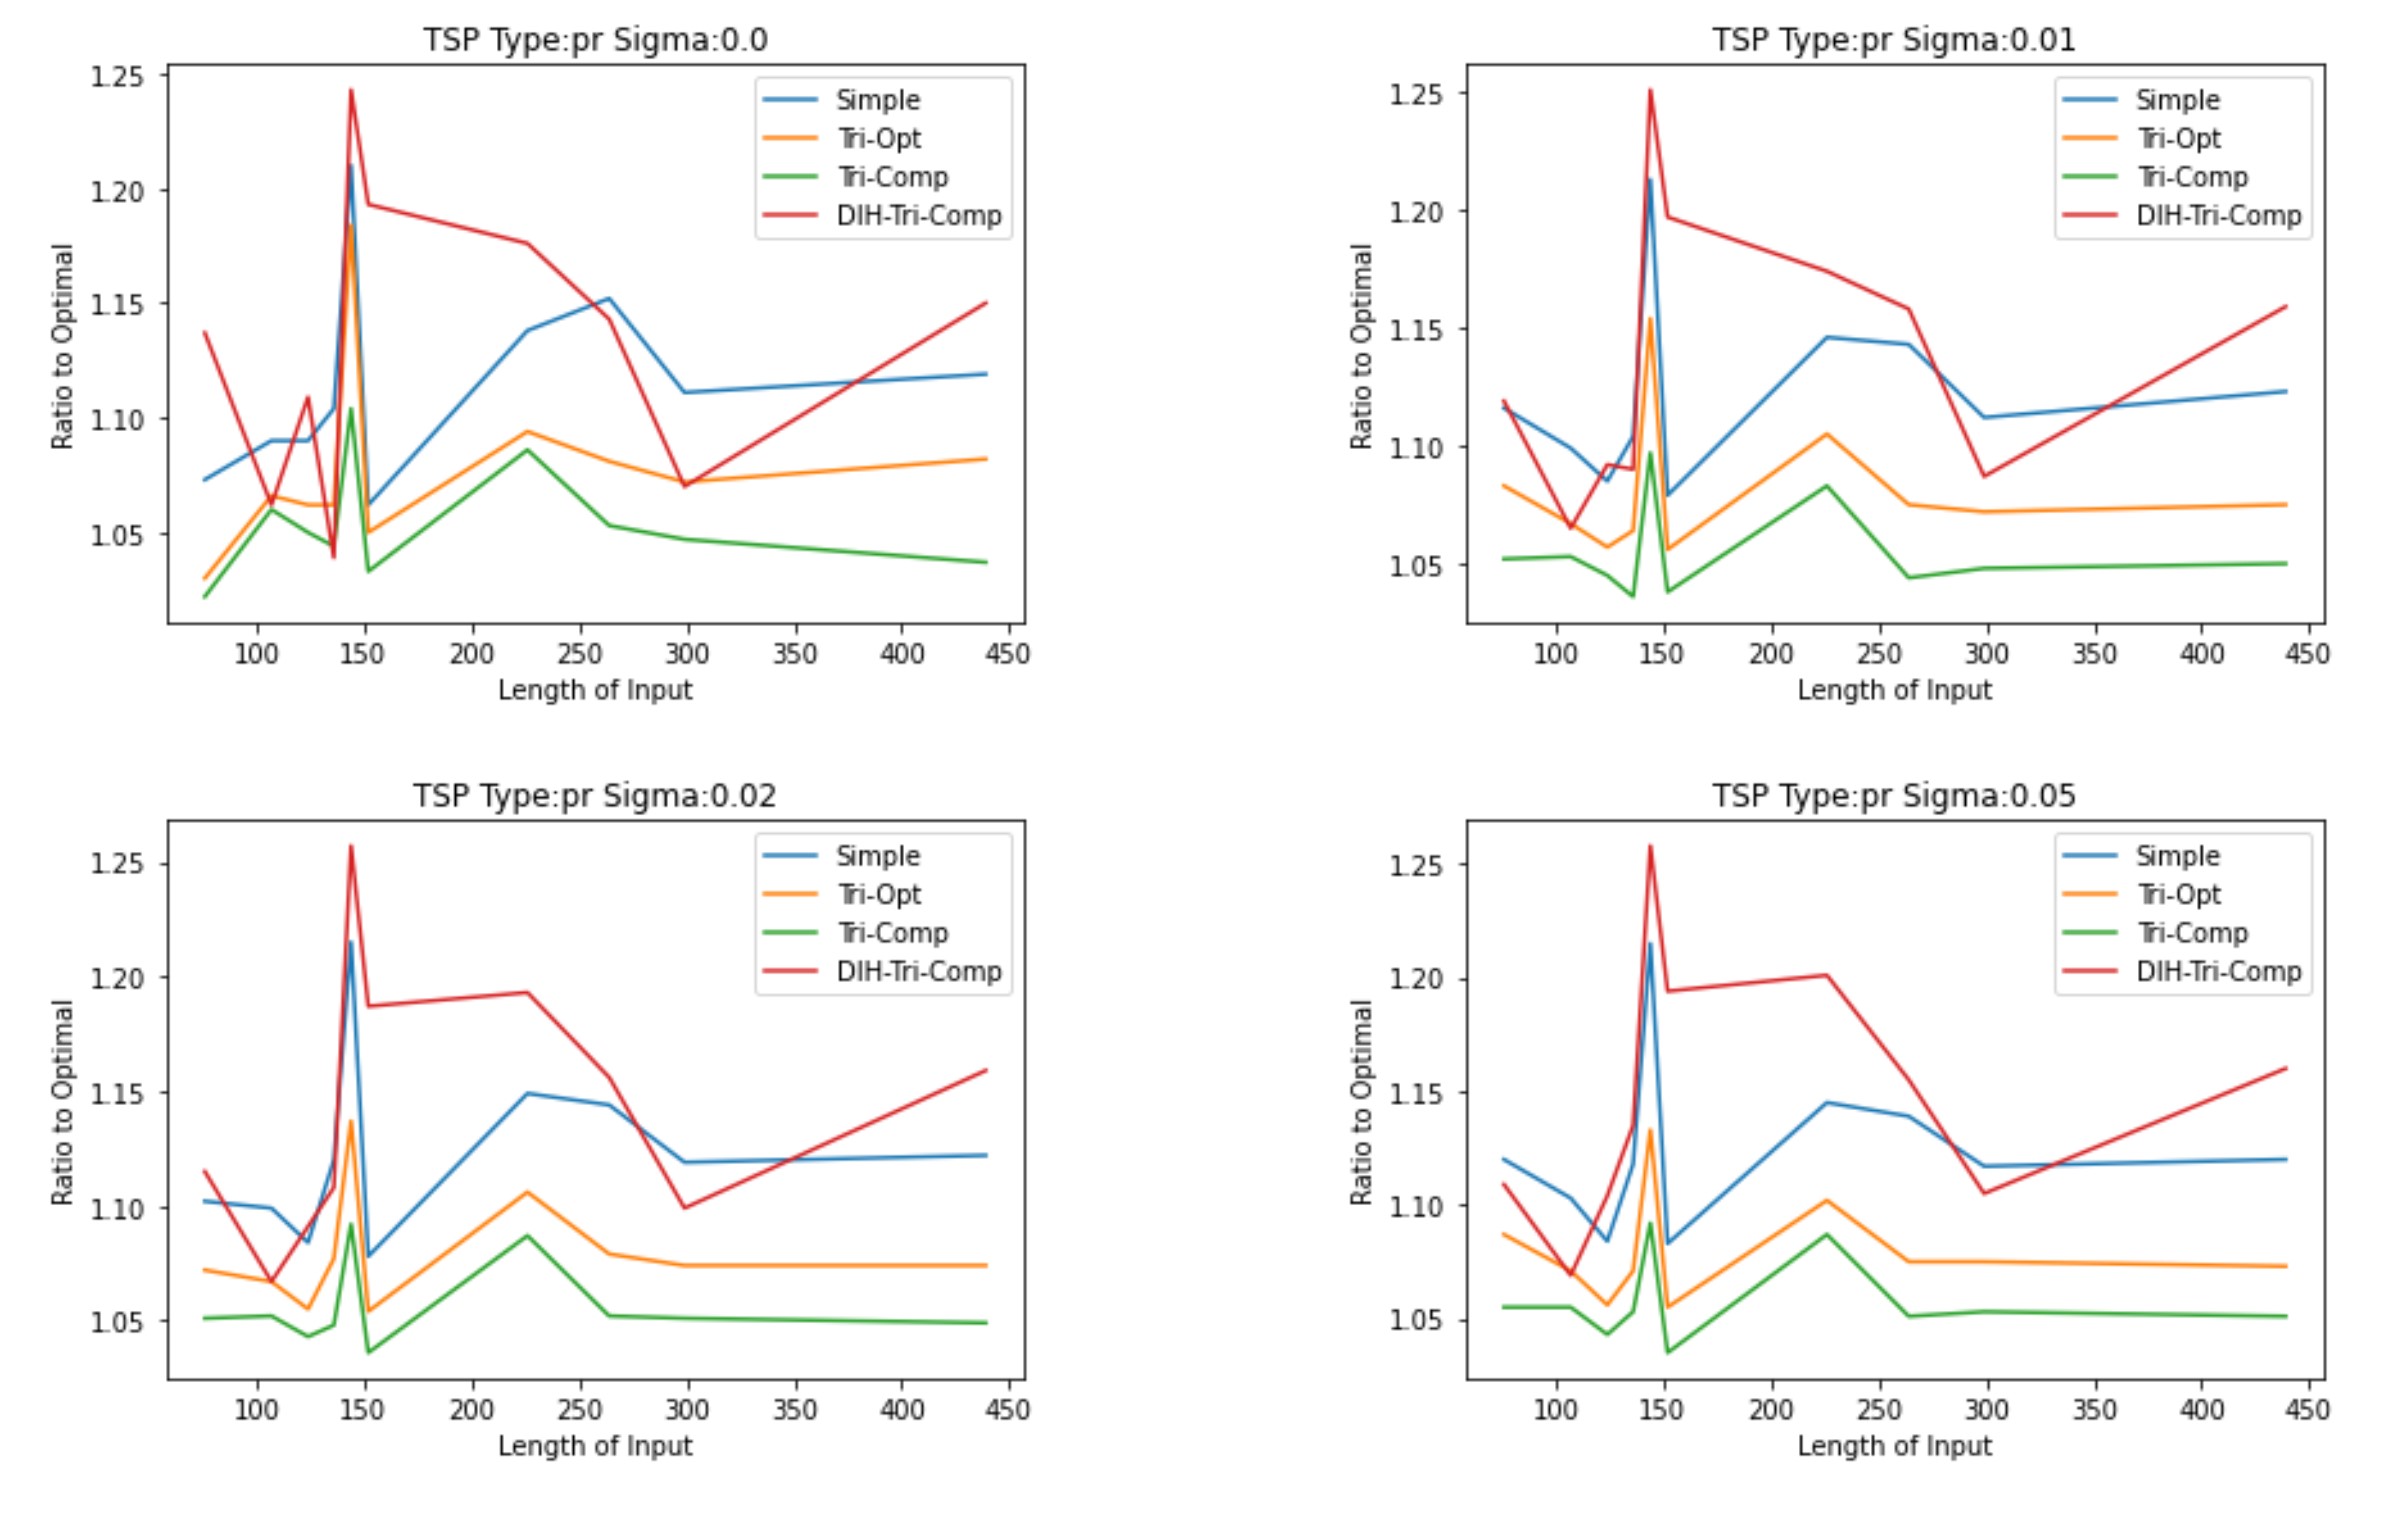 TSP Type:pr Sigma:0.0
1.25
1.20
1.15
1.10
1.05
Ratio to Optimal
Simple
Tri-Opt
Tri-Comp
DIH-Tri-Comp
100 150 200 250 300 350 400 450
Length of Input
TSP Type:pr Sigma:0.01
1.25
1.20
1.15
1.10
1.05
Ratio to Optimal
Simple
Tri-Opt
Tri-Comp
DIH-Tri-Comp
100 150 200 250 300 350 400 450
Length of Input
TSP Type:pr Sigma:0.02
1.25
1.20
1.15
1.10
1.05
Ratio to Optimal
Simple
Tri-Opt
Tri-Comp
DIH-Tri-Comp
100 150 200 250 300 350 400 450
Length of Input
TSP Type:pr Sigma:0.05
1.25
1.20
1.15
1.10
1.05
Ratio to Optimal
Simple
Tri-Opt
Tri-Comp
DIH-Tri-Comp
100 150 200 250 300 350 400 450
Length of Input